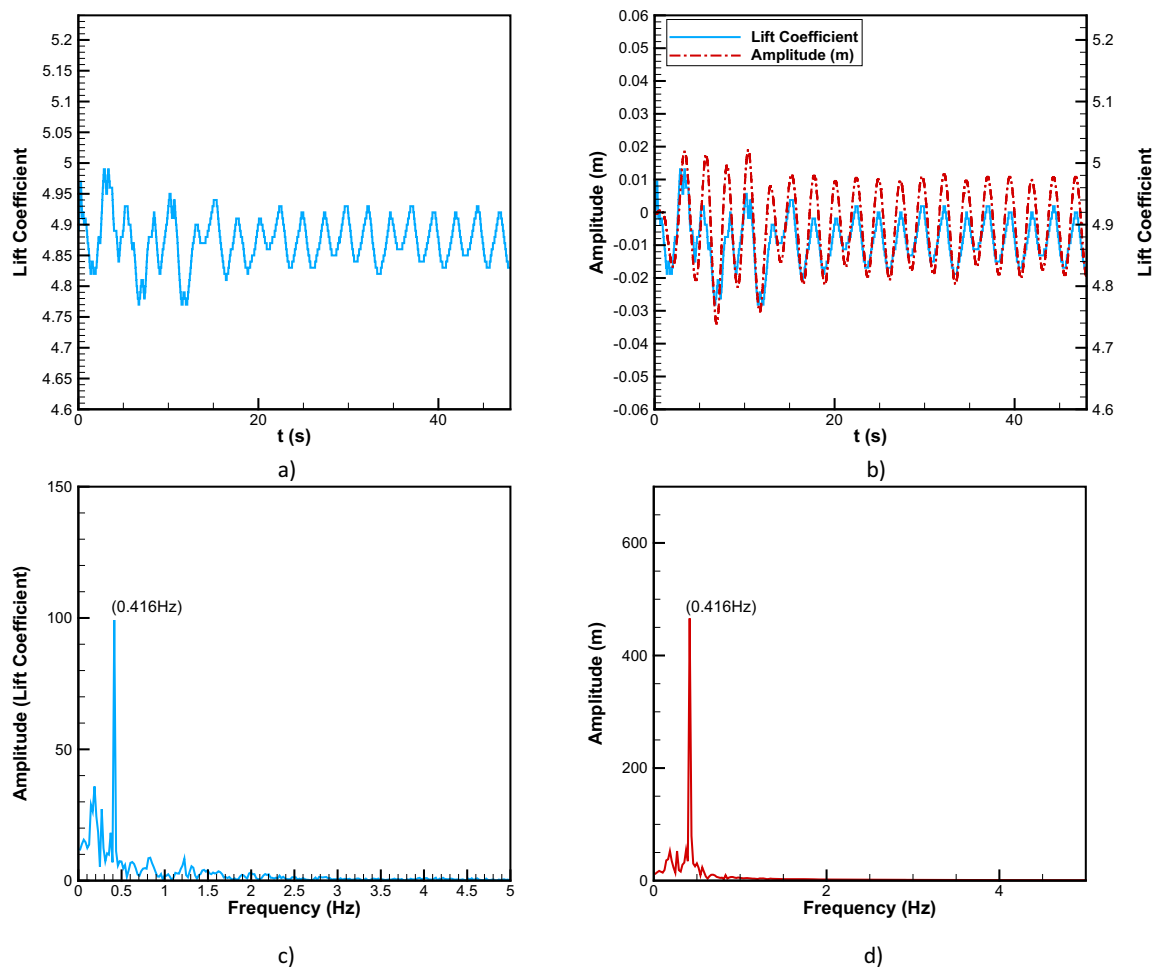 5.2
5.15
5.1
5.05
5
4.95
4.9
4.85
4.8
4.75
4.7
4.65
4.6
Lift Coefficient
0 20 40
t (s)
a)
0.06
0.05
0.04
0.03
0.02
0.01
0
-0.01
-0.02
-0.03
-0.04
-0.05
-0.06
Amplitude (m)
Lift Coefficient
Amplitude (m)
5.2
5.1
5
4.9
4.8
4.7
4.6
Lift Coefficient
0 20 40
t (s)
b)
150
100
50
0
Amplitude (Lift Coefficient)
(0.416Hz)
0 0.5 1 1.5 2 2.5 3 3.5 4 4.5 5
Frequency (Hz)
c)
600
400
200
0
Amplitude (m)
(0.416Hz)
0 2 4
Frequency (Hz)
d)